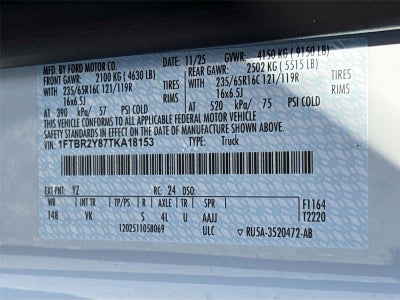 MFD. BY FORD MOTOR CO. 11/25 GVWR: 4150 KG ( 9150 LB)
FRONT GAWR: 2100 KG ( 4630 LB) REAR GAWR: 2502 KG ( 5515 LB)
WITH 235/65R16C 121/119R WITH 235/65R16C 121/119R
16x6.5J 16x6.5J
AT 390 kPa/ 57 PSI COLD AT 520 kPa/ 75 PSI COLD
THIS VEHICLE CONFORMS TO ALL APPLICABLE FEDERAL MOTOR VEHICLE
SAFETY STANDARDS IN EFFECT ON THE DATE OF MANUFACTURE SHOWN ABOVE.
VIN: 1FTBR2Y87TKA18153 TYPE: Truck
EXT PNT: YZ RC: 24 DSO:
WB INT TR TP/PS R AXLE TR SPR F1164
148 VK S 4L U AAJJ T2220
1202511058069 ULC RU5A-3520472-AB